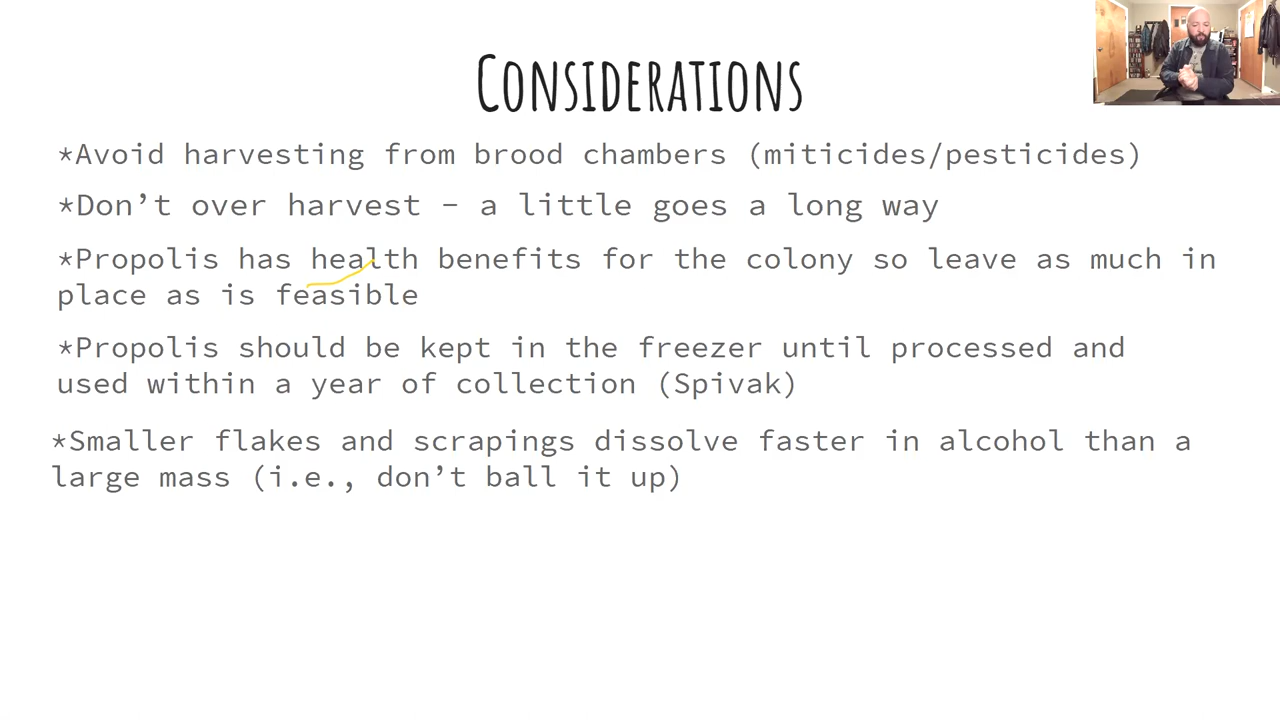 Considerations
*Avoid harvesting from brood chambers (miticides/pesticides)
*Don’t over harvest – a little goes a long way
*Propolis has health benefits for the colony so leave as much in
place as is feasible
*Propolis should be kept in the freezer until processed and
used within a year of collection (Spivak)
*Smaller flakes and scrapings dissolve faster in alcohol than a
large mass (i.e., don’t ball it up)